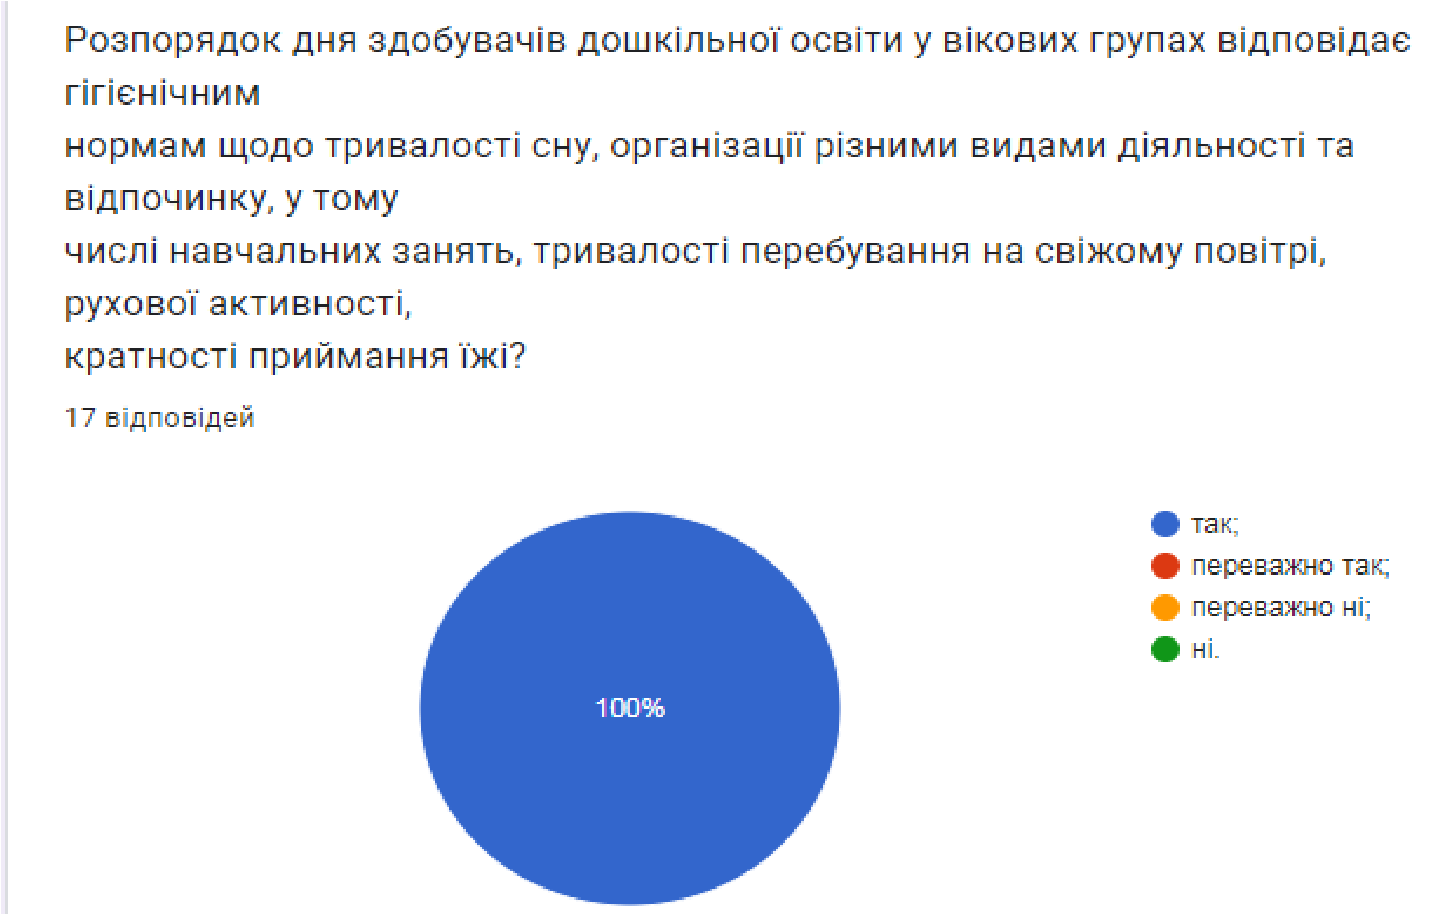 Розпорядок дня здобувачів дошкільної освіти у вікових групах відповідає
гігієнічним
нормам щодо тривалості сну, організації різними видами діяльності та
відпочинку, у тому
числі навчальних занять, тривалості перебування на свіжому повітрі,
рухової активності,
кратності приймання їжі?
17 відповідей
так;
переважно так;
переважно ні;
ні.
100%